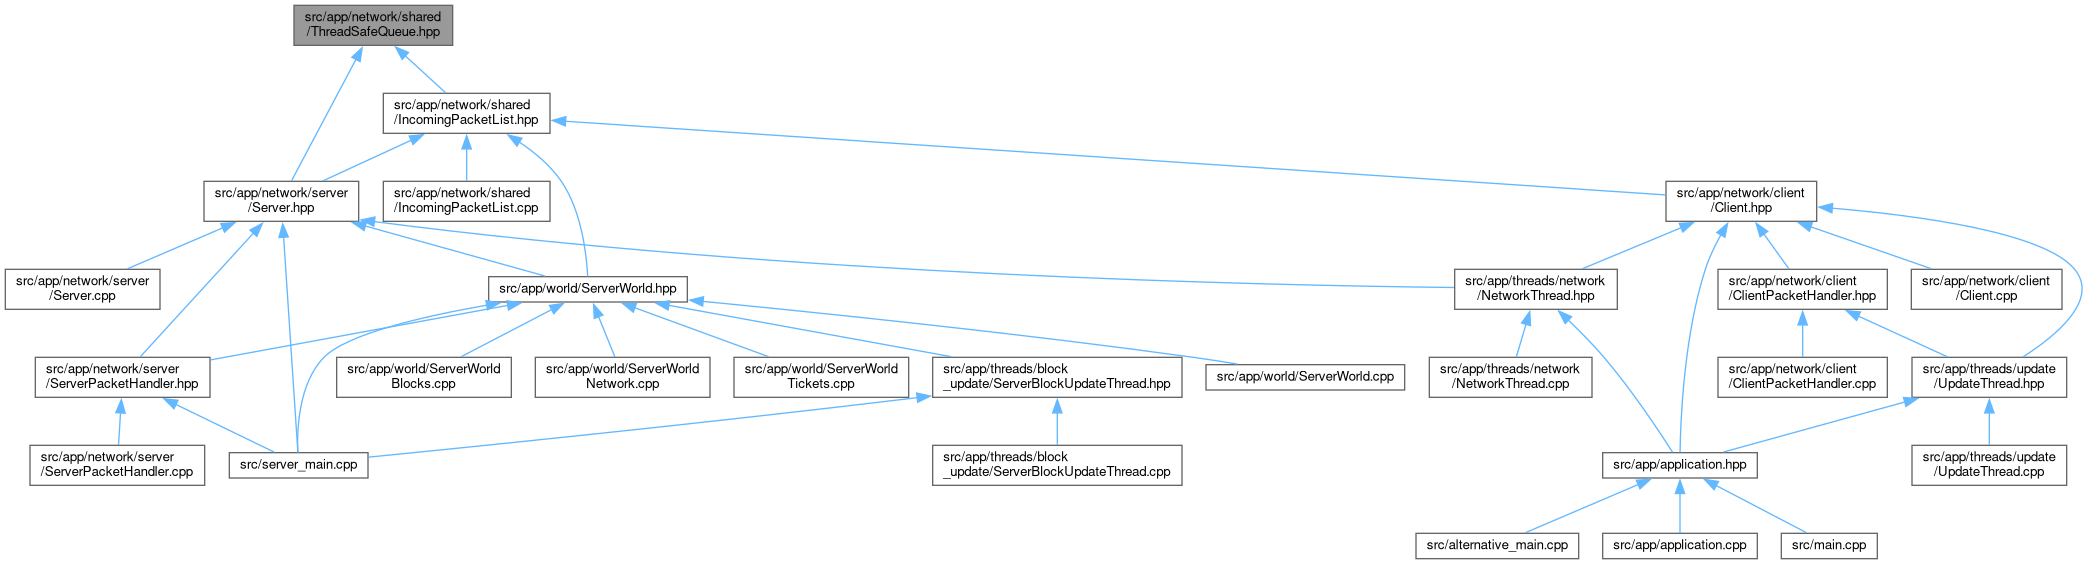 src/app/network/shared
/ThreadSafeQueue.hpp
src/app/network/shared
/IncomingPacketList.hpp
src/app/network/server
/Server.hpp
src/app/network/shared
/IncomingPacketList.cpp
src/app/network/client
/Client.hpp
src/app/network/server
/Server.cpp
src/app/world/ServerWorld.hpp
src/app/threads/network
/NetworkThread.hpp
src/app/network/client
/ClientPacketHandler.hpp
src/app/network/client
/Client.cpp
src/app/network/server
/ServerPacketHandler.hpp
src/app/world/ServerWorld
Blocks.cpp
src/app/world/ServerWorld
Network.cpp
src/app/world/ServerWorld
Tickets.cpp
src/app/threads/block
_update/ServerBlockUpdateThread.hpp
src/app/world/ServerWorld.cpp
src/app/threads/network
/NetworkThread.cpp
src/app/network/client
/ClientPacketHandler.cpp
src/app/threads/update
/UpdateThread.hpp
src/app/network/server
/ServerPacketHandler.cpp
src/server_main.cpp
src/app/threads/block
_update/ServerBlockUpdateThread.cpp
src/app/application.hpp
src/app/threads/update
/UpdateThread.cpp
src/alternative_main.cpp
src/app/application.cpp
src/main.cpp